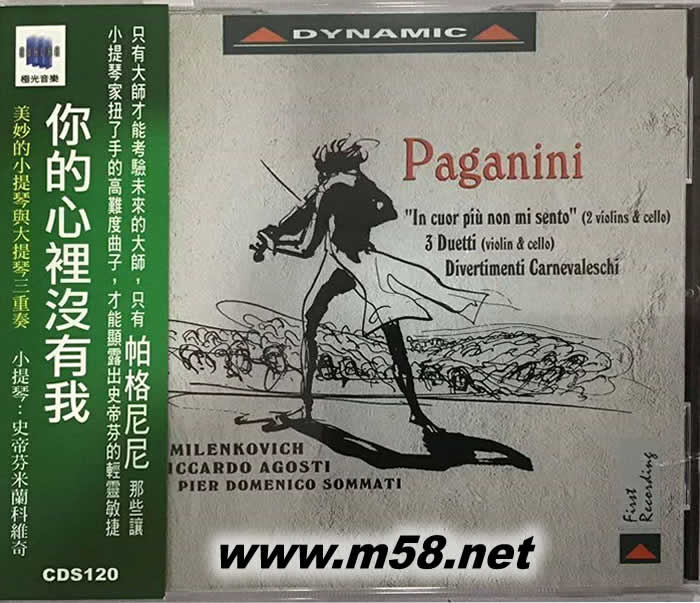 極光音樂
只有大師才能考驗未來的大師，只有 帕格尼尼 那些讓
小提琴家扭了手的高難度曲子，才能顯露出史帝芬的輕靈敏捷
你的心裡沒有我
美妙的小提琴與大提琴三重奏 小提琴：史帝芬米蘭科維奇
CDS120
DYNAMIC
Paganini
"In cuor più non mi sento" (2 violins & cello)
3 Duetti (violin & cello)
Divertimenti Carnevaleschi
MILENKOVICH
ICCARDO AGOSTI
PIER DOMENICO SOMMATI
First
Recording
www.m58.net